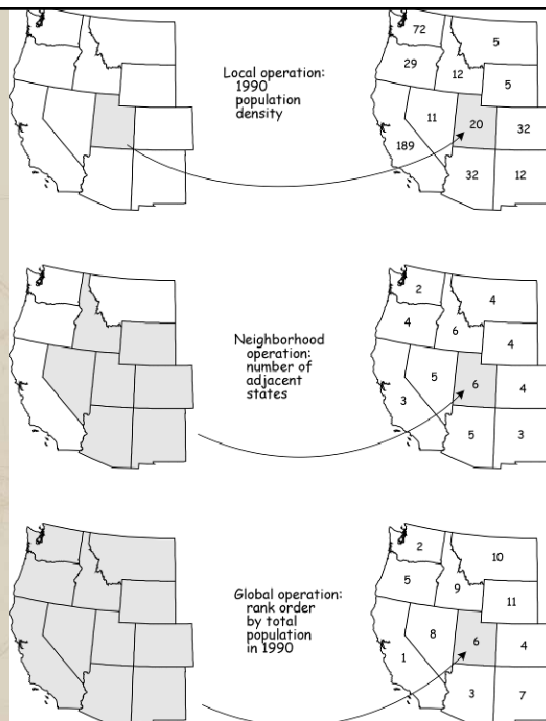 72
5
29
Local operation:
1990
population
density
12
5
11
20
32
189
32
12
2
4
4
6
Neighborhood
operation:
number of
adjacent
states
4
5
6
4
3
5
3
2
10
5
9
Global operation:
rank order
by total
population
in 1990
11
8
6
4
1
3
7